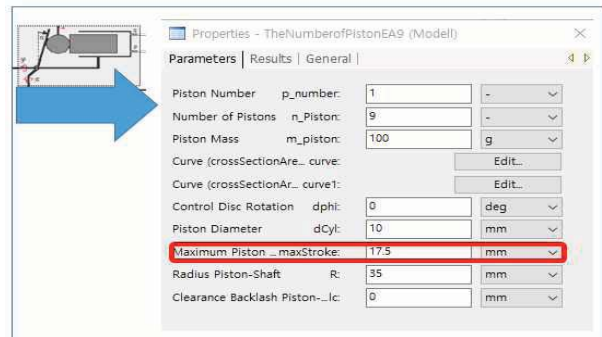 Properties - TheNumberofPistonEA9 (Modell)
Parameters | Results | General |
Piston Number p_number: 1 -
Number of Pistons n_Piston: 9 -
Piston Mass m_piston: 100 g
Curve (crossSectionAre... curve: Edit...
Curve (crossSectionAr... curve1: Edit...
Control Disc Rotation dphi: 0 deg
Piston Diameter dCyl: 10 mm
Maximum Piston ... maxStroke: 17.5 mm
Radius Piston-Shaft R: 35 mm
Clearance Backlash Piston-...lc: 0 mm